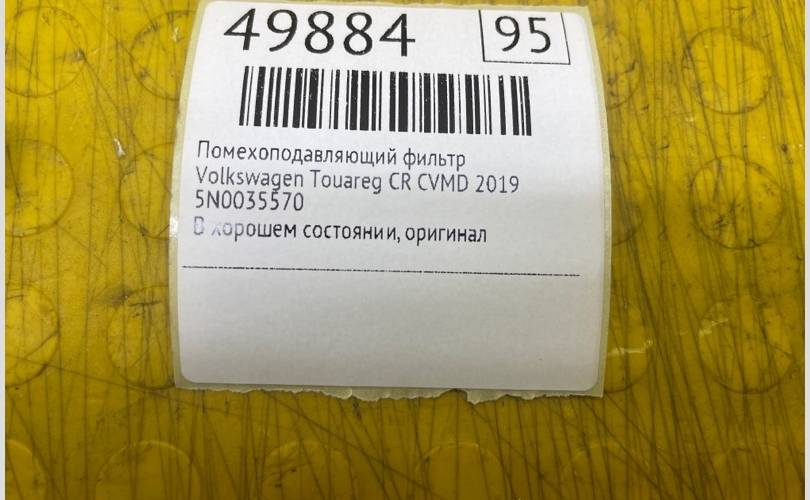 49884 95
Помехоподавляющий фильтр
Volkswagen Touareg CR CVMD 2019
5N0035570
В хорошем состоянии, оригинал